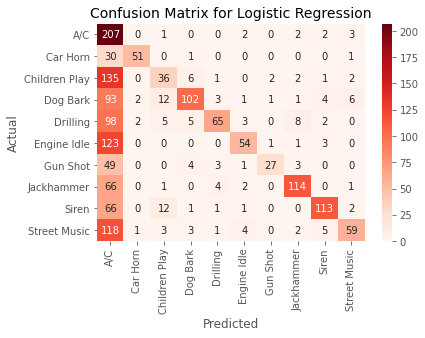 Confusion Matrix for Logistic Regression
A/C 207 0 1 0 0 2 0 2 2 3
Car Horn 30 51 0 1 0 0 0 0 0 1
Children Play 135 0 36 6 1 0 2 2 1 2
Dog Bark 93 2 12 102 3 1 1 1 4 6
Drilling 98 2 5 5 65 3 0 8 2 0
Engine Idle 123 0 0 0 0 54 1 1 3 0
Gun Shot 49 0 0 4 3 1 27 3 0 0
Jackhammer 66 0 1 0 4 2 0 114 0 1
Siren 66 0 12 1 1 1 0 0 113 2
Street Music 118 1 3 3 1 4 0 2 5 59
Actual
A/C Car Horn Children Play Dog Bark Drilling Engine Idle Gun Shot Jackhammer Siren Street Music
Predicted
200
175
150
125
100
75
50
25
0